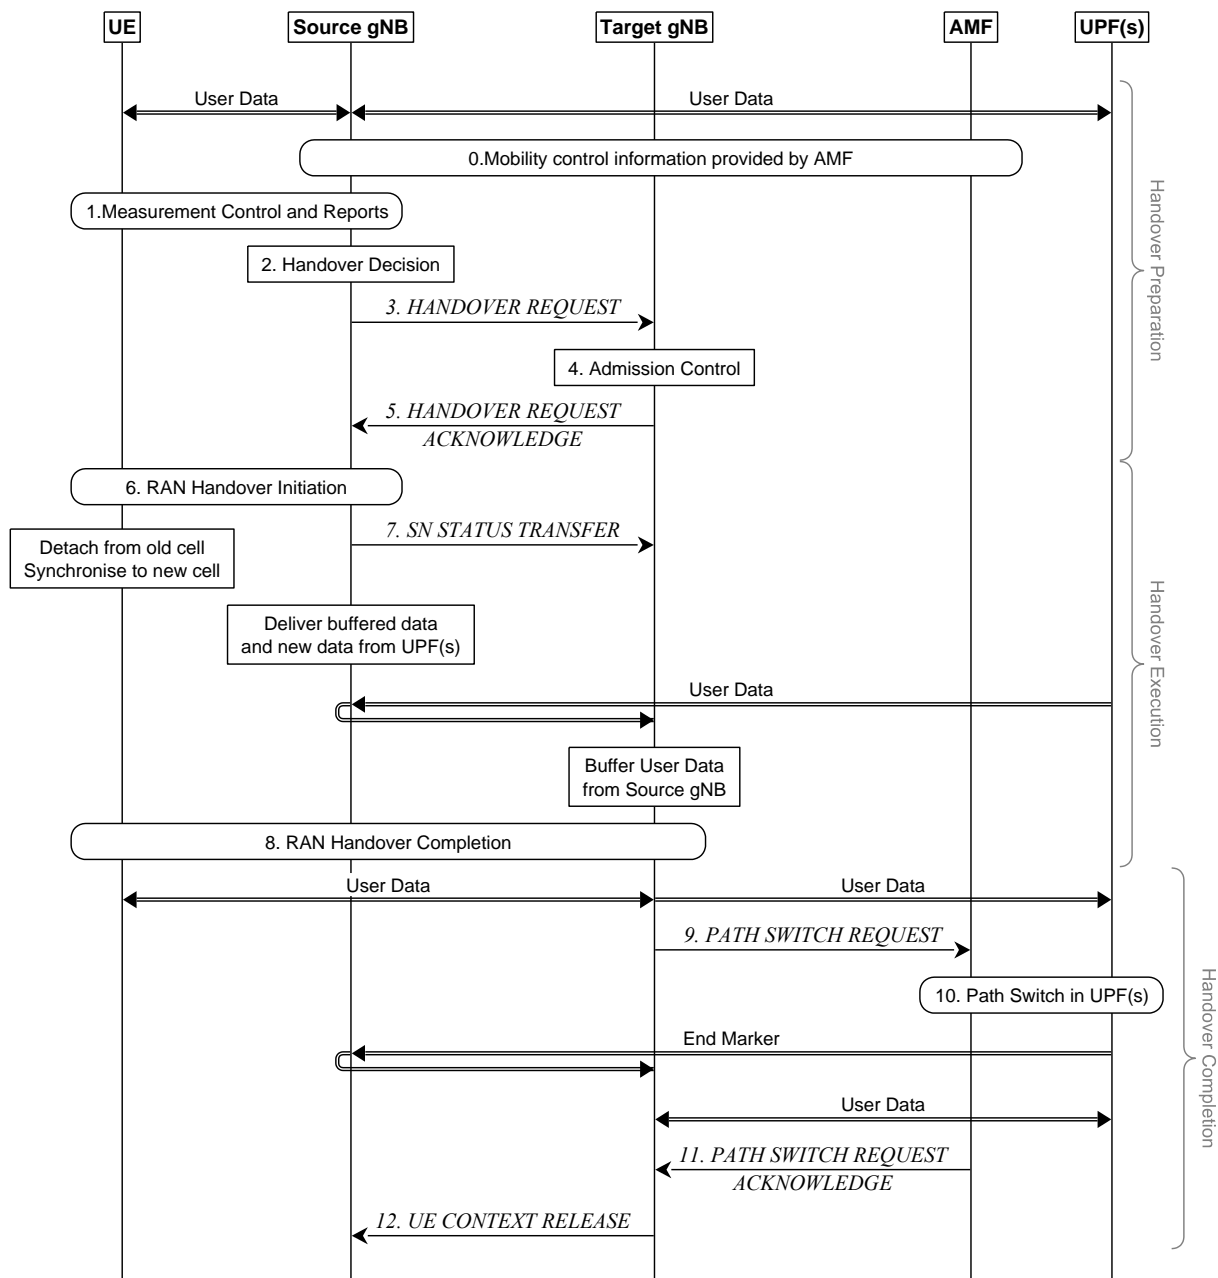 UE
Source gNB
Target gNB
AMF
UPF(s)
User Data
User Data
0.Mobility control information provided by AMF
1.Measurement Control and Reports
2. Handover Decision
3. HANDOVER REQUEST
4. Admission Control
5. HANDOVER REQUEST
ACKNOWLEDGE
Handover Preparation
6. RAN Handover Initiation
7. SN STATUS TRANSFER
Detach from old cell
Synchronise to new cell
Deliver buffered data
and new data from UPF(s)
User Data
Buffer User Data
from Source gNB
8. RAN Handover Completion
Handover Execution
User Data
User Data
9. PATH SWITCH REQUEST
10. Path Switch in UPF(s)
End Marker
User Data
11. PATH SWITCH REQUEST
ACKNOWLEDGE
12. UE CONTEXT RELEASE
Handover Completion